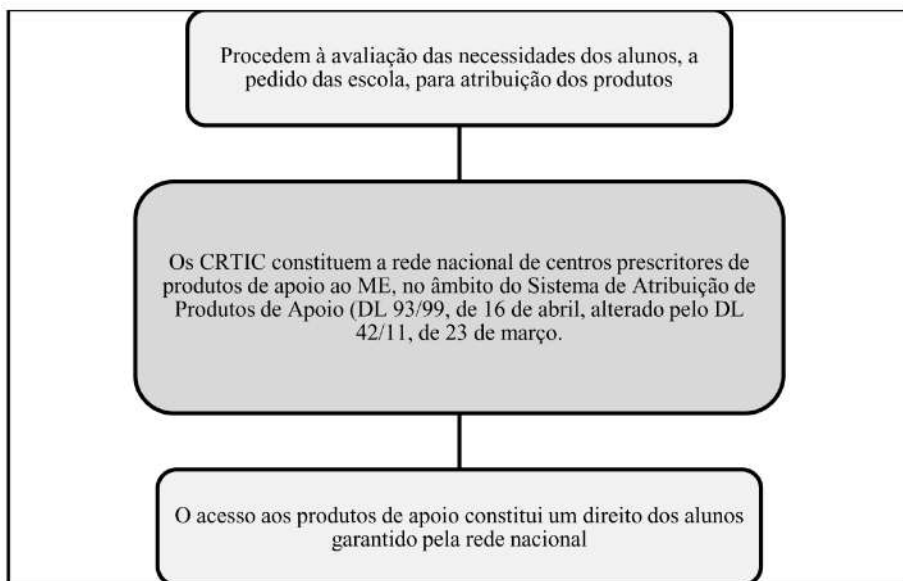 Procedem à avaliação das necessidades dos alunos, a
pedido das escola, para atribuição dos produtos
Os CRTIC constituem a rede nacional de centros prescritores de
produtos de apoio ao ME, no âmbito do Sistema de Atribuição de
Produtos de Apoio (DL 93/99, de 16 de abril, alterado pelo DL
42/11, de 23 de março.
O acesso aos produtos de apoio constitui um direito dos alunos
garantido pela rede nacional